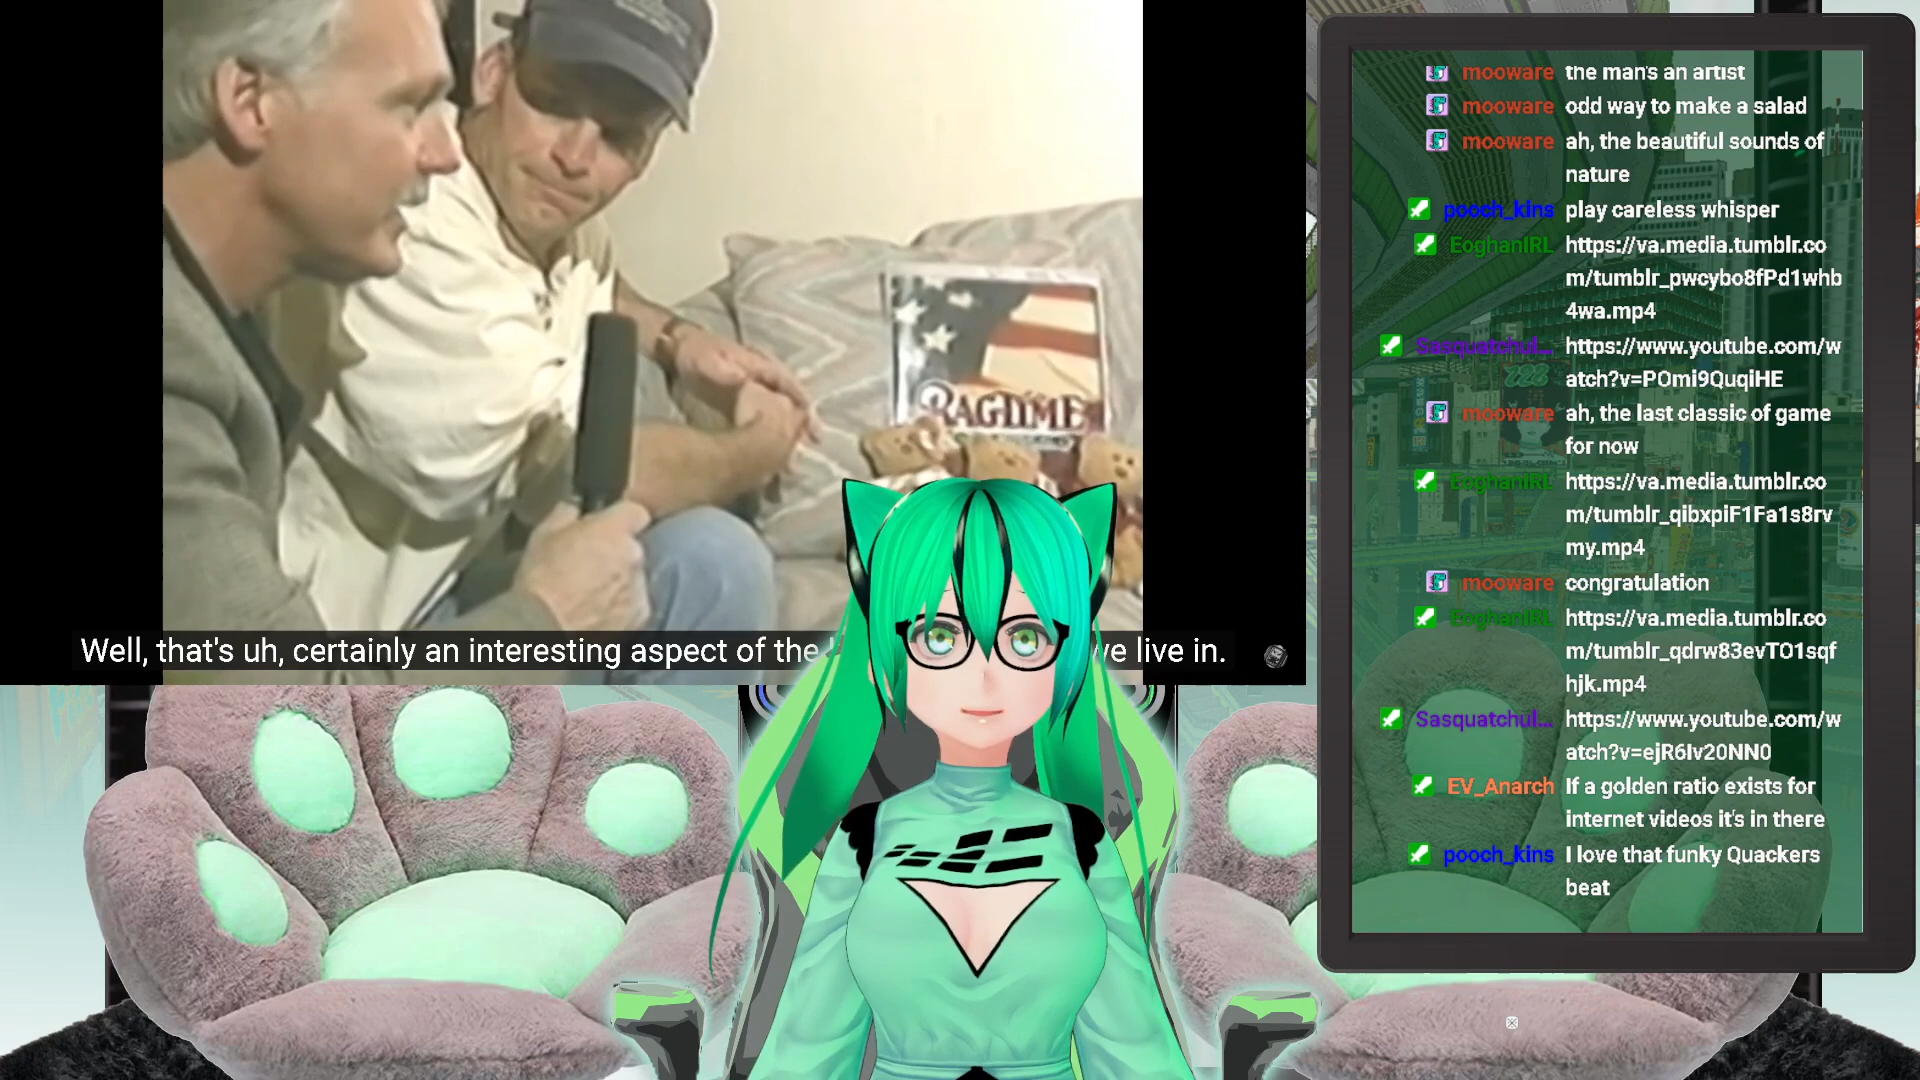 RAGTIME
Well, that's uh, certainly an interesting aspect of the
we live in.
mooware the man's an artist
mooware odd way to make a salad
mooware ah, the beautiful sounds of
nature
pooch_kins play careless whisper
EoghanIRL https://va.media.tumblr.co
m/tumblr_pwcybo8fPd1whb
4wa.mp4
Sasquatchul... https://www.youtube.com/w
atch?v=POmi9QuqiHE
mooware ah, the last classic of game
for now
EoghanIRL https://va.media.tumblr.co
m/tumblr_qibxpiF1Fa1s8rv
my.mp4
mooware congratulation
EoghanIRL https://va.media.tumblr.co
m/tumblr_qdrw83evTO1sqf
hjk.mp4
Sasquatchul... https://www.youtube.com/w
atch?v=ejR6Iv20NN0
EV_Anarch If a golden ratio exists for
internet videos it's in there
pooch_kins I love that funky Quackers
beat